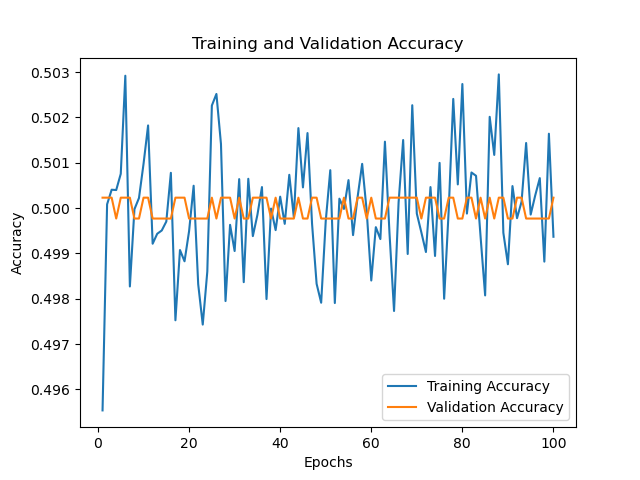 Training and Validation Accuracy
0.503
0.502
0.501
0.500
0.499
0.498
0.497
0.496
Accuracy
Training Accuracy
Validation Accuracy
0 20 40 60 80 100
Epochs